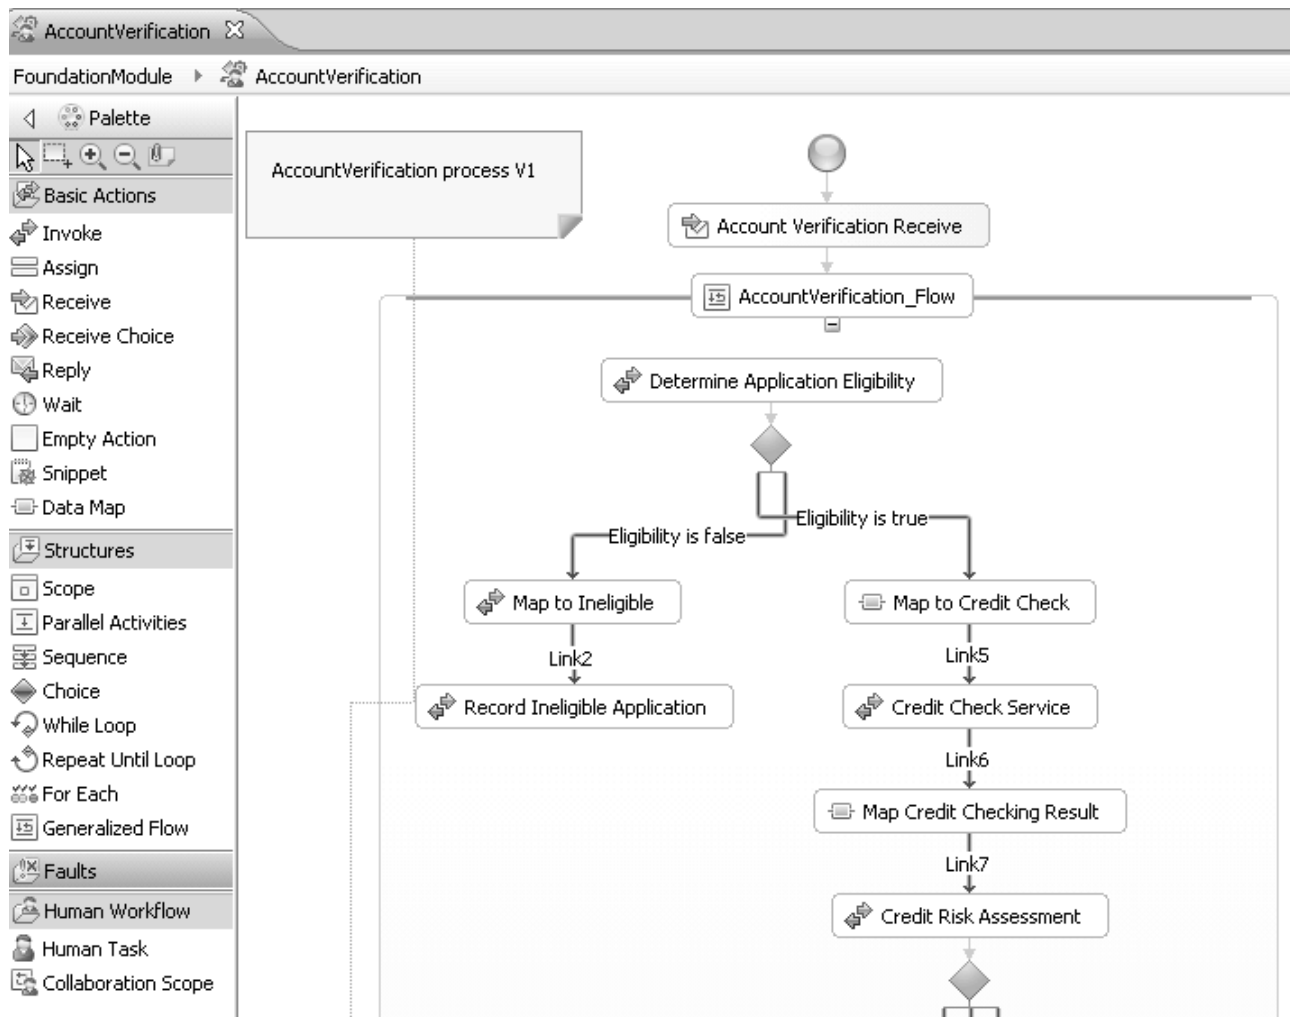 AccountVerification
FoundationModule AccountVerification
Palette
Basic Actions
Invoke
Assign
Receive
Receive Choice
Reply
Wait
Empty Action
Snippet
Data Map
Structures
Scope
Parallel Activities
Sequence
Choice
While Loop
Repeat Until Loop
For Each
Generalized Flow
Faults
Human Workflow
Human Task
Collaboration Scope
AccountVerification process V1
Account Verification Receive
AccountVerification_Flow
Determine Application Eligibility
Eligibility is true
Eligibility is false
Map to Ineligible
Map to Credit Check
Link2
Link5
Record Ineligible Application
Credit Check Service
Link6
Map Credit Checking Result
Link7
Credit Risk Assessment